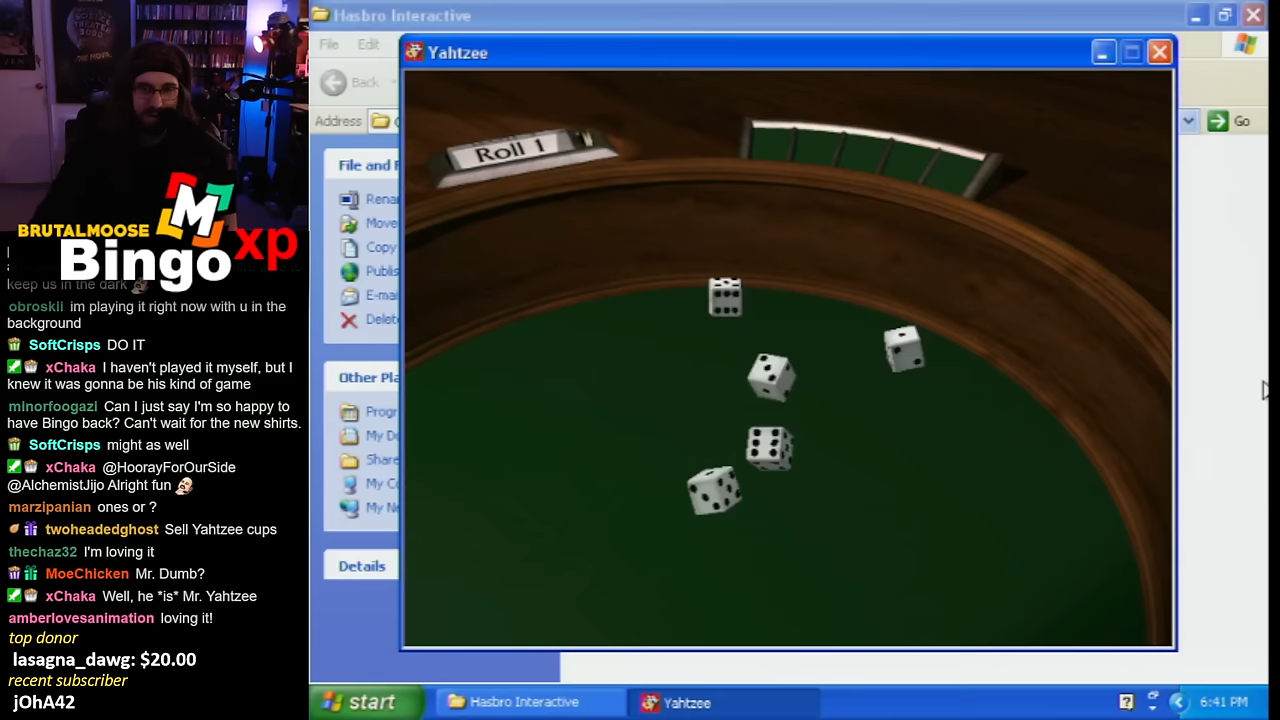 BRUTALMOOSE
M
Bingo xp
keep us in the dark
obroskii im playing it right now with u in the
background
SoftCrisps DO IT
xChaka I haven't played it myself, but I
knew it was gonna be his kind of game
minorfoogazi Can I just say I'm so happy to
have Bingo back? Can't wait for the new shirts.
SoftCrisps might as well
xChaka @HoorayForOurSide
@AlchemistJijo Alright fun
marzipanian ones or ?
twoheadedghost Sell Yahtzee cups
thechaz32 I'm loving it
MoeChicken Mr. Dumb?
xChaka Well, he *is* Mr. Yahtzee
amberlovesanimation loving it!
top donor
lasagna_dawg: $20.00
recent subscriber
jOhA42
Hasbro Interactive
File Edit
Back
Address
Go
File and F
Rena
Move
Copy
Publis
E-mai
Delet
Other Pla
Progr
My Do
Share
My Co
My Ne
Details
Yahtzee
Roll 1
start
Hasbro Interactive
Yahtzee
6:41 PM